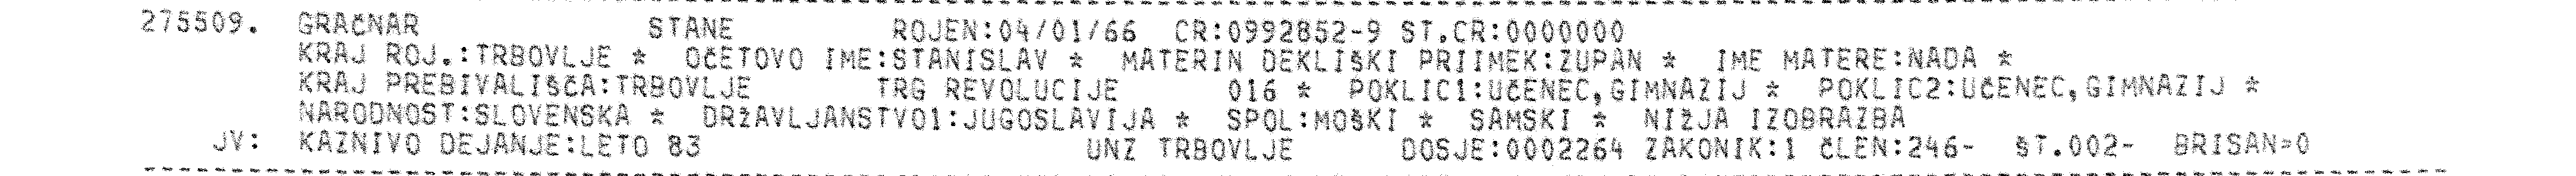 275509. GRAČNAR STANE ROJEN:04/01/66 CR:0992852-9 ST.CR:0000000
KRAJ ROJ.:TRBOVLJE * OČETOVO IME:STANISLAV * MATERIN DEKLIŠKI PRIIMEK:ZUPAN * IME MATERE:NADA *
KRAJ PREBIVALIŠČA:TRBOVLJE TRG REVOLUCIJE 016 * POKLIC1:UČENEC,GIMNAZIJ * POKLIC2:UČENEC,GIMNAZIJ *
NARODNOST:SLOVENSKA * DRŽAVLJANSTVO1:JUGOSLAVIJA * SPOL:MOŠKI * SAMSKI * NIŽJA IZOBRAZBA
JV: KAZNIVO DEJANJE:LETO 83 UNZ TRBOVLJE DOSJE:0002264 ZAKONIK:1 ČLEN:246- ŠT.002- BRISAN=0